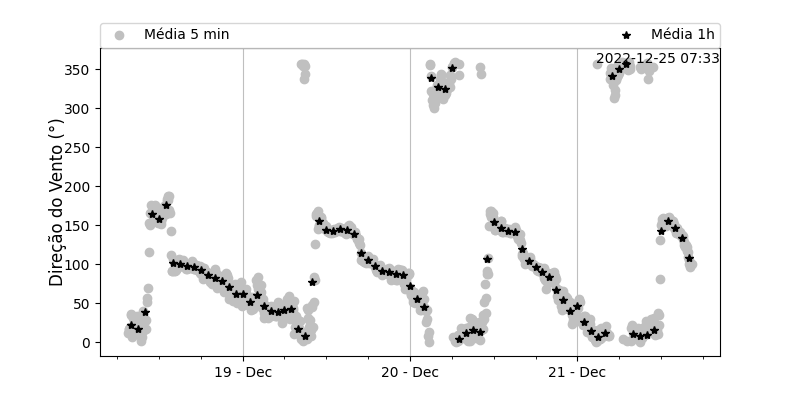 Média 5 min
Média 1h
2022-12-25 07:33
Direção do Vento (°)
350
300
250
200
150
100
50
0
19 - Dec
20 - Dec
21 - Dec